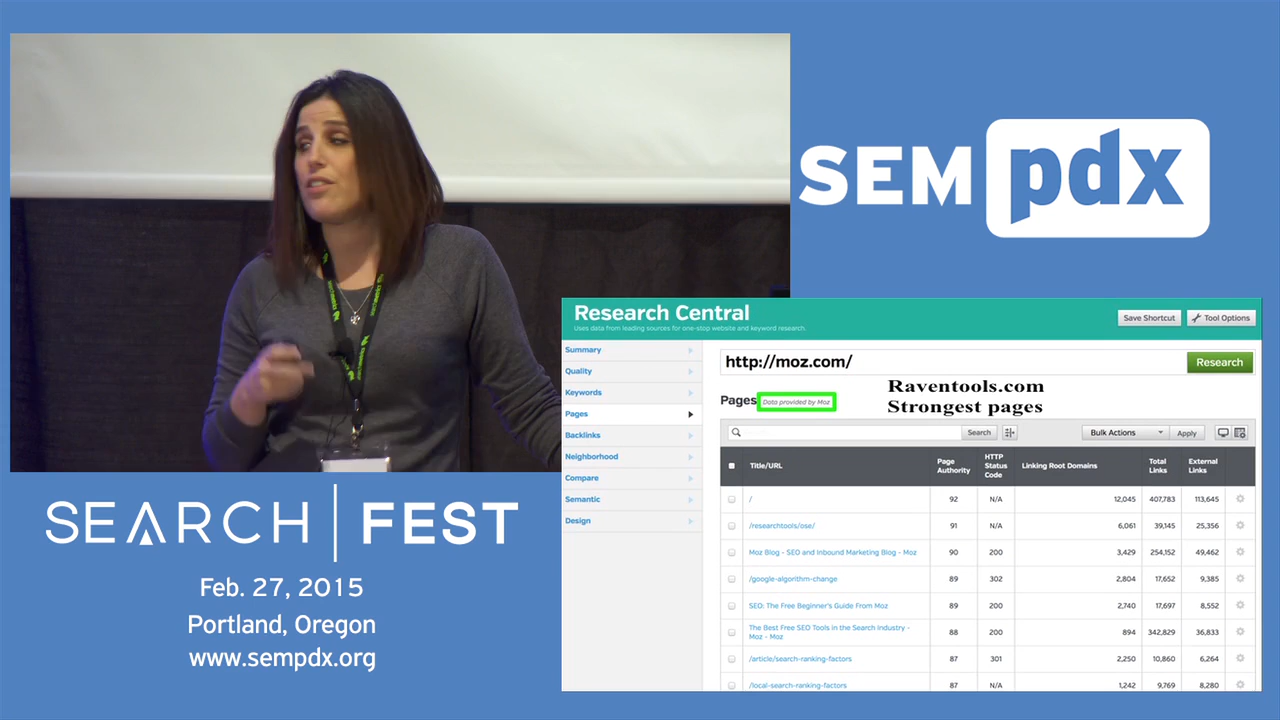 SEM pdx
SEARCH FEST
Feb. 27, 2015
Portland, Oregon
www.sempdx.org
Research Central
Uses data from leading sources for one-stop website and keyword research.
Save Shortcut
Tool Options
Summary
Quality
Keywords
Pages
Backlinks
Neighborhood
Compare
Semantic
Design
http://moz.com/
Research
Pages Data provided by Moz
Raventools.com
Strongest pages
Search
Bulk Actions
Apply
Title/URL Page Authority HTTP Status Code Linking Root Domains Total Links External Links
/ 92 N/A 12,045 407,783 113,645
/researchtools/ose/ 91 N/A 6,061 39,145 25,356
Moz Blog - SEO and Inbound Marketing Blog - Moz 90 200 3,429 254,152 49,462
/google-algorithm-change 89 302 2,804 17,652 9,385
SEO: The Free Beginner's Guide From Moz 89 200 2,740 17,697 8,552
The Best Free SEO Tools in the Search Industry -
Moz - Moz 88 200 894 342,829 36,833
/article/search-ranking-factors 87 301 2,250 10,860 6,264
/local-search-ranking-factors 87 N/A 1,242 9,769 8,280